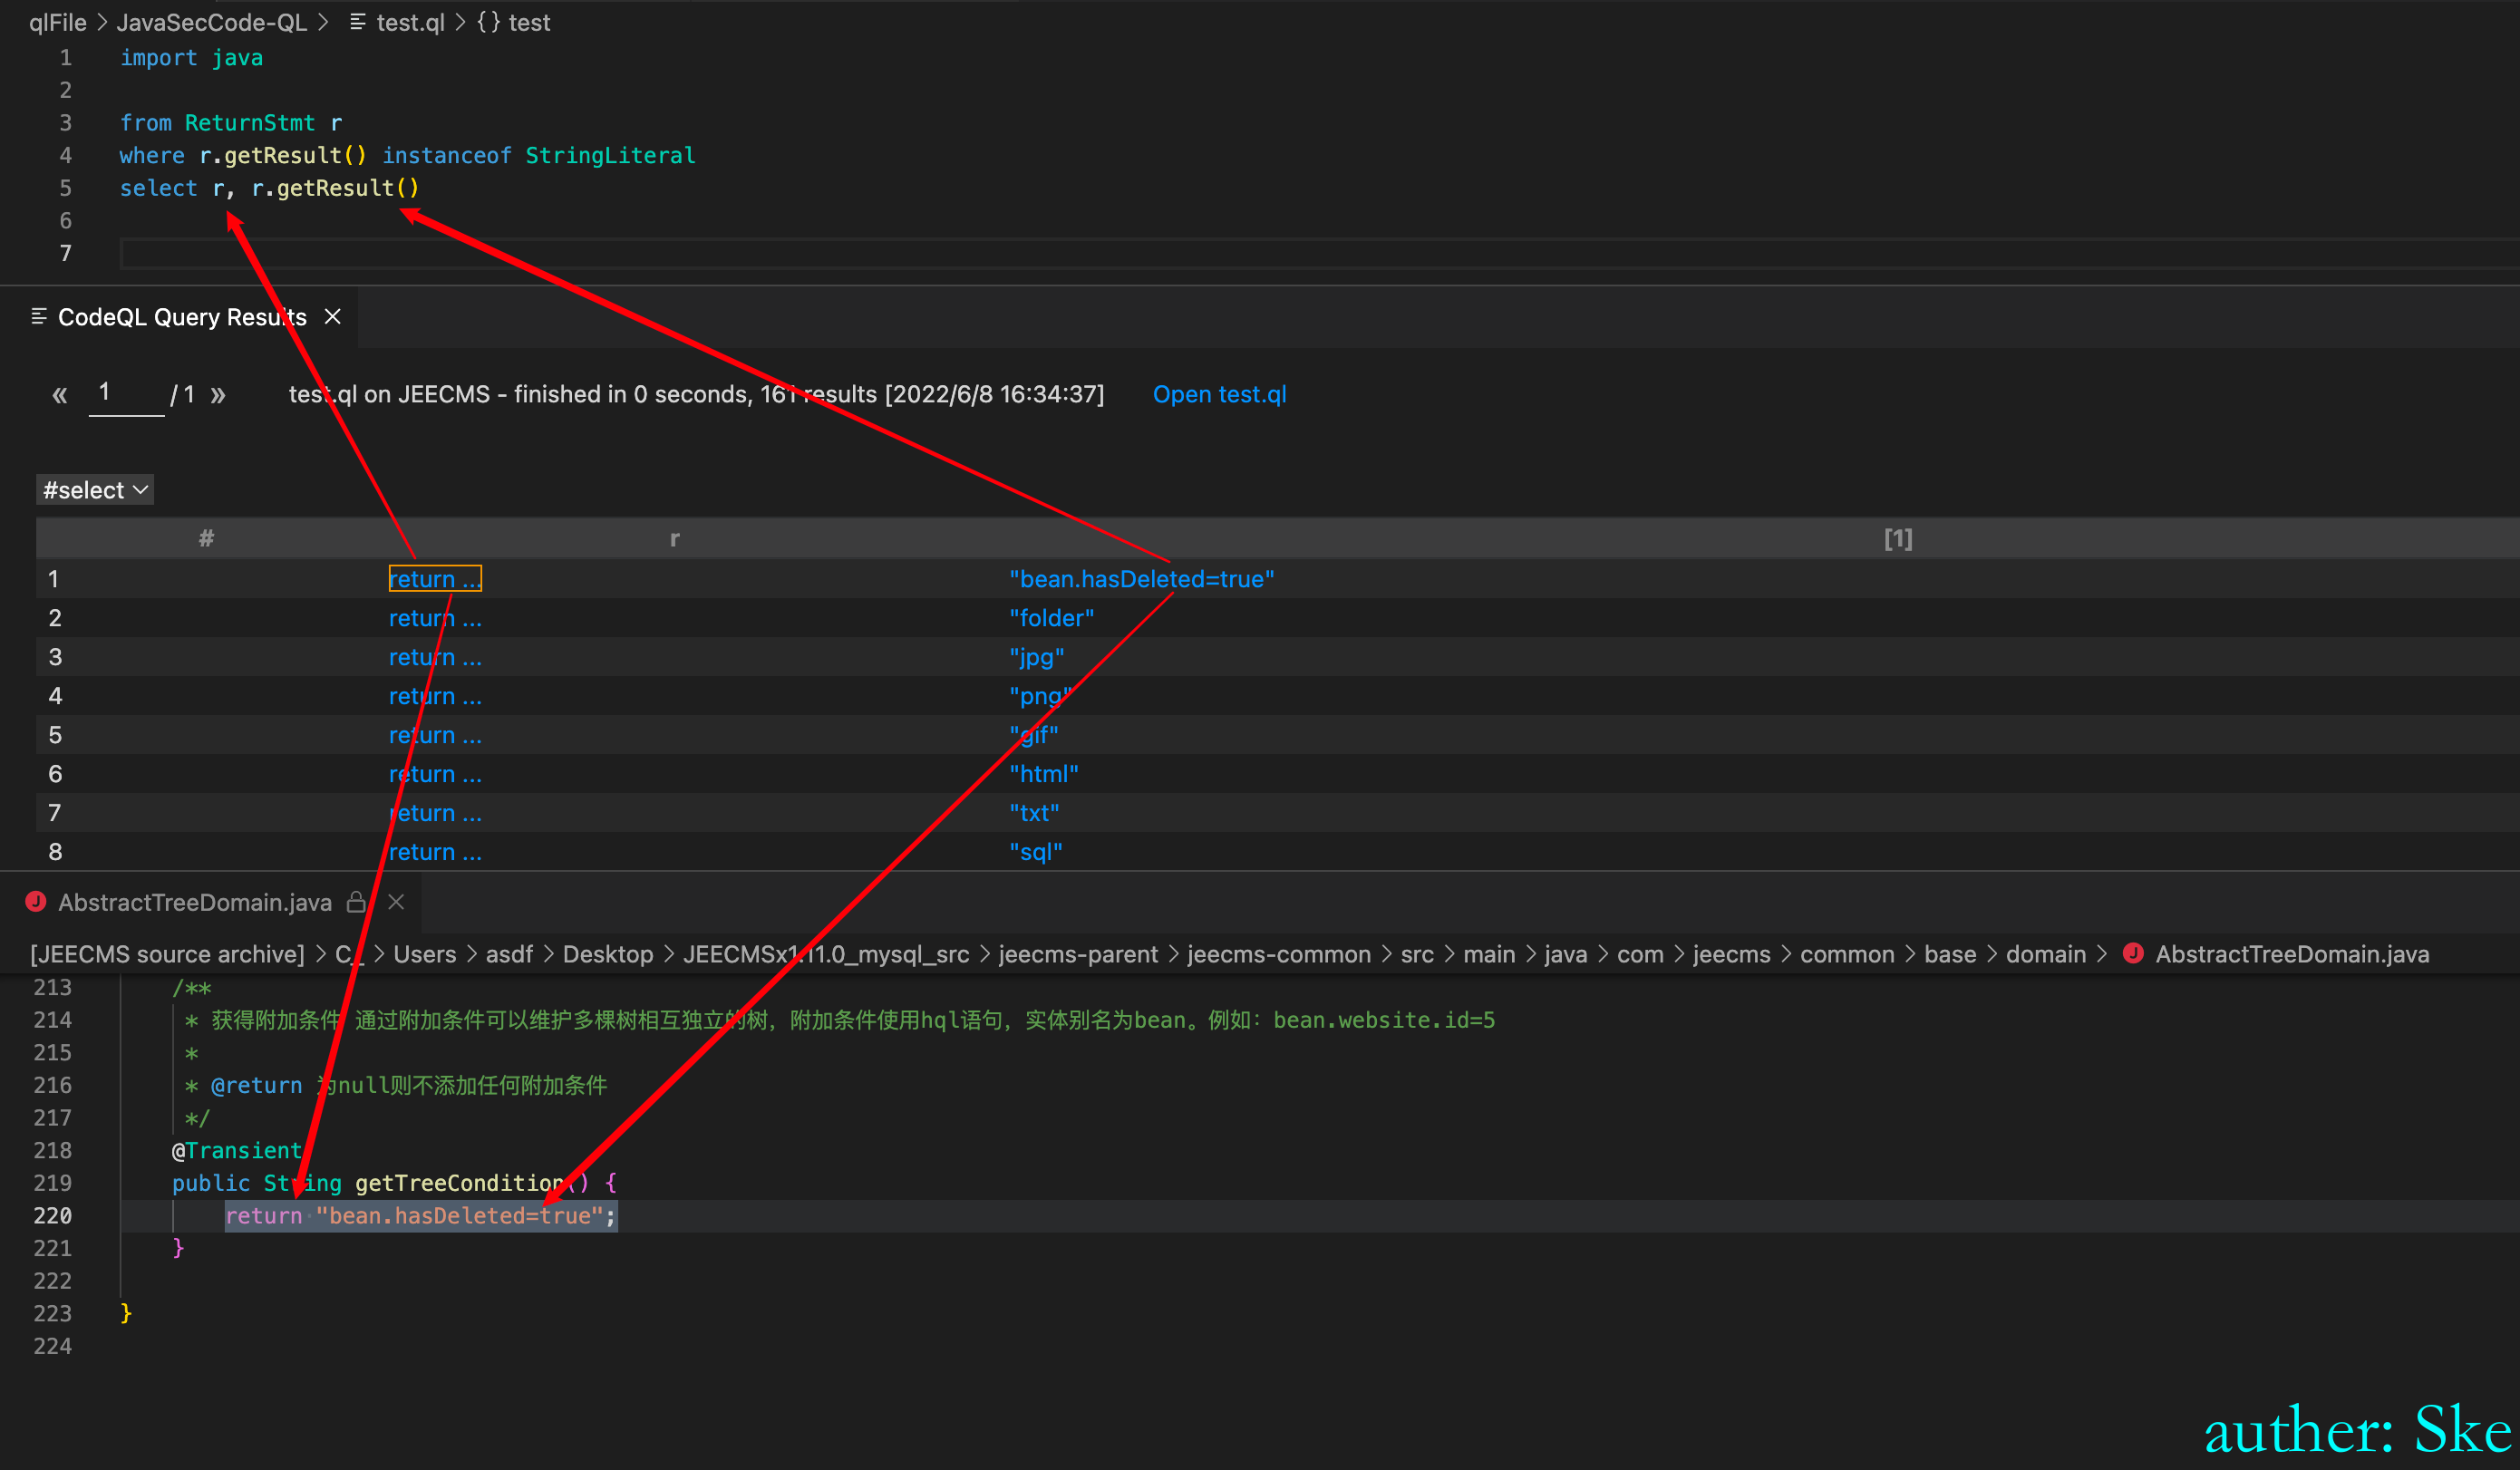 qlFile > JavaSecCode-QL > test.ql > {} test
1 import java
2
3 from ReturnStmt r
4 where r.getResult() instanceof StringLiteral
5 select r, r.getResult()
6
7
CodeQL Query Results ×
« 1 / 1 » test.ql on JEECMS - finished in 0 seconds, 161 results [2022/6/8 16:34:37] Open test.ql
#select
# r [1]
1 return ... "bean.hasDeleted=true"
2 return ... "folder"
3 return ... "jpg"
4 return ... "png"
5 return ... "gif"
6 return ... "html"
7 return ... "txt"
8 return ... "sql"
J AbstractTreeDomain.java ×
[JEECMS source archive] > C_ > Users > asdf > Desktop > JEECMSx1.11.0_mysql_src > jeecms-parent > jeecms-common > src > main > java > com > jeecms > common > base > domain > J AbstractTreeDomain.java
213 /**
214 * 获得附加条件 通过附加条件可以维护多棵树相互独立的树，附加条件使用hql语句，实体别名为bean。例如：bean.website.id=5
215 *
216 * @return 为null则不添加任何附加条件
217 */
218 @Transient
219 public String getTreeCondition() {
220 return "bean.hasDeleted=true";
221 }
222
223 }
224
auther: Ske